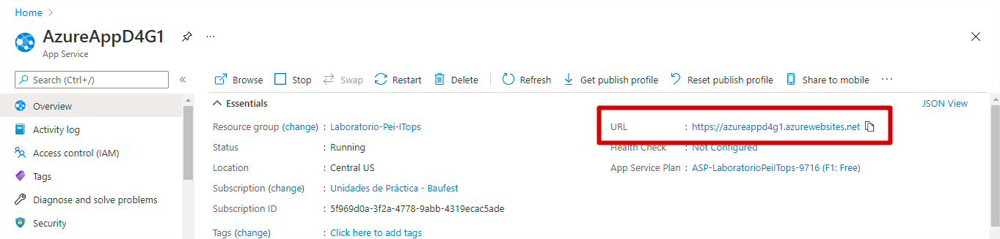 Home >
AzureAppD4G1 ...
App Service
Search (Ctrl+/) «
Overview
Activity log
Access control (IAM)
Tags
Diagnose and solve problems
Security
Browse Stop Swap Restart Delete Refresh Get publish profile Reset publish profile Share to mobile ...
Essentials JSON View
Resource group (change) : Laboratorio-Pei-ITops
Status : Running
Location : Central US
Subscription (change) : Unidades de Práctica - Baufest
Subscription ID : 5f969d0a-3f2a-4778-9abb-4319ecac5ade
Tags (change) : Click here to add tags
URL : https://azureappd4g1.azurewebsites.net
Health Check : Not Configured
App Service Plan : ASP-LaboratorioPeiITops-9716 (F1: Free)